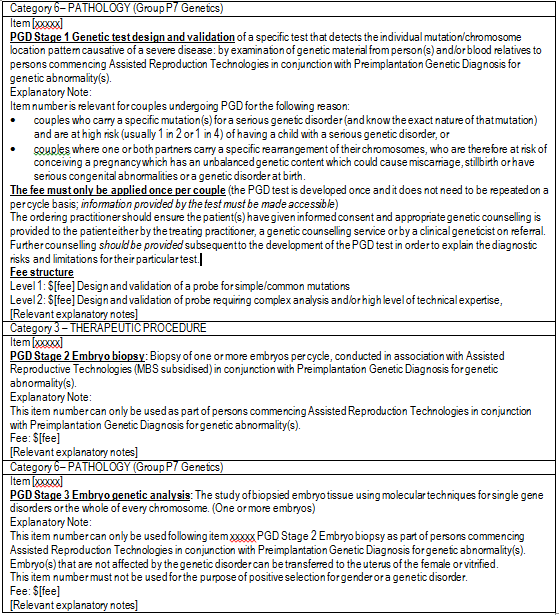 Category 6– PATHOLOGY (Group P7 Genetics)
Item [xxxxx]
PGD Stage 1 Genetic test design and validation of a specific test that detects the individual mutation/chromosome
location pattern causative of a severe disease: by examination of genetic material from person(s) and/or blood relatives to
persons commencing Assisted Reproduction Technologies in conjunction with Preimplantation Genetic Diagnosis for
genetic abnormality(s).
Explanatory Note:
Item number is relevant for couples undergoing PGD for the following reason:
• couples who carry a specific mutation(s) for a serious genetic disorder (and know the exact nature of that mutation)
and are at high risk (usually 1 in 2 or 1 in 4) of having a child with a serious genetic disorder, or
• couples where one or both partners carry a specific rearrangement of their chromosomes, who are therefore at risk of
conceiving a pregnancy which has an unbalanced genetic content which could cause miscarriage, stillbirth or have
serious congenital abnormalities or a genetic disorder at birth.
The fee must only be applied once per couple (the PGD test is developed once and it does not need to be repeated on a
per cycle basis; information provided by the test must be made accessible)
The ordering practitioner should ensure the patient(s) have given informed consent and appropriate genetic counselling is
provided to the patient either by the treating practitioner, a genetic counselling service or by a clinical geneticist on referral.
Further counselling should be provided subsequent to the development of the PGD test in order to explain the diagnostic
risks and limitations for their particular test.
Fee structure
Level 1: $[fee] Design and validation of a probe for simple/common mutations
Level 2: $[fee] Design and validation of probe requiring complex analysis and/or high level of technical expertise,
[Relevant explanatory notes]
Category 3 – THERAPEUTIC PROCEDURE
Item [xxxxx]
PGD Stage 2 Embryo biopsy: Biopsy of one or more embryos per cycle, conducted in association with Assisted
Reproductive Technologies (MBS subsidised) in conjunction with Preimplantation Genetic Diagnosis for genetic
abnormality(s).
Explanatory Note:
This item number can only be used as part of persons commencing Assisted Reproduction Technologies in conjunction
with Preimplantation Genetic Diagnosis for genetic abnormality(s).
Fee: $[fee]
[Relevant explanatory notes]
Category 6– PATHOLOGY (Group P7 Genetics)
Item [xxxxx]
PGD Stage 3 Embryo genetic analysis: The study of biopsied embryo tissue using molecular techniques for single gene
disorders or the whole of every chromosome. (One or more embryos)
Explanatory Note:
This item number can only be used following item xxxxx PGD Stage 2 Embryo biopsy as part of persons commencing
Assisted Reproduction Technologies in conjunction with Preimplantation Genetic Diagnosis for genetic abnormality(s).
Embryo(s) that are not affected by the genetic disorder can be transferred to the uterus of the female or vitrified.
This item number must not be used for the purpose of positive selection for gender or a genetic disorder.
Fee: $[fee]
[Relevant explanatory notes]